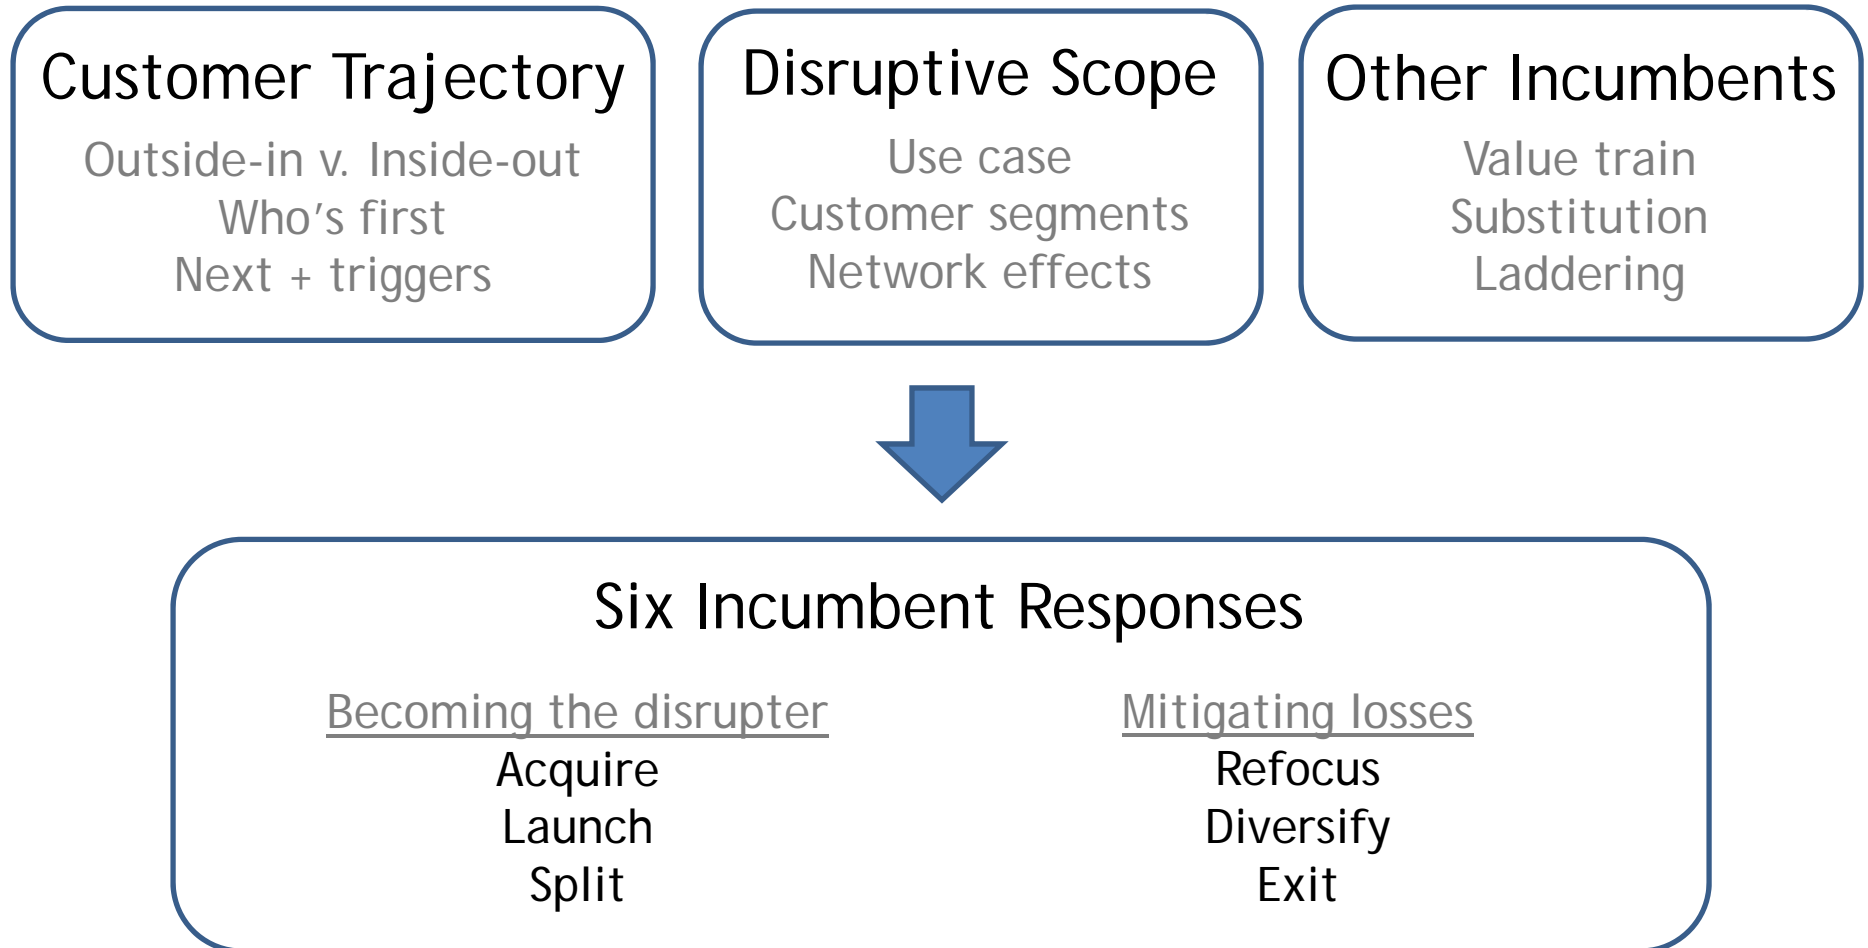 Customer Trajectory
Outside-in v. Inside-out
Who's first
Next + triggers
Disruptive Scope
Use case
Customer segments
Network effects
Other Incumbents
Value train
Substitution
Laddering
Six Incumbent Responses
Becoming the disrupter
Acquire
Launch
Split
Mitigating losses
Refocus
Diversify
Exit